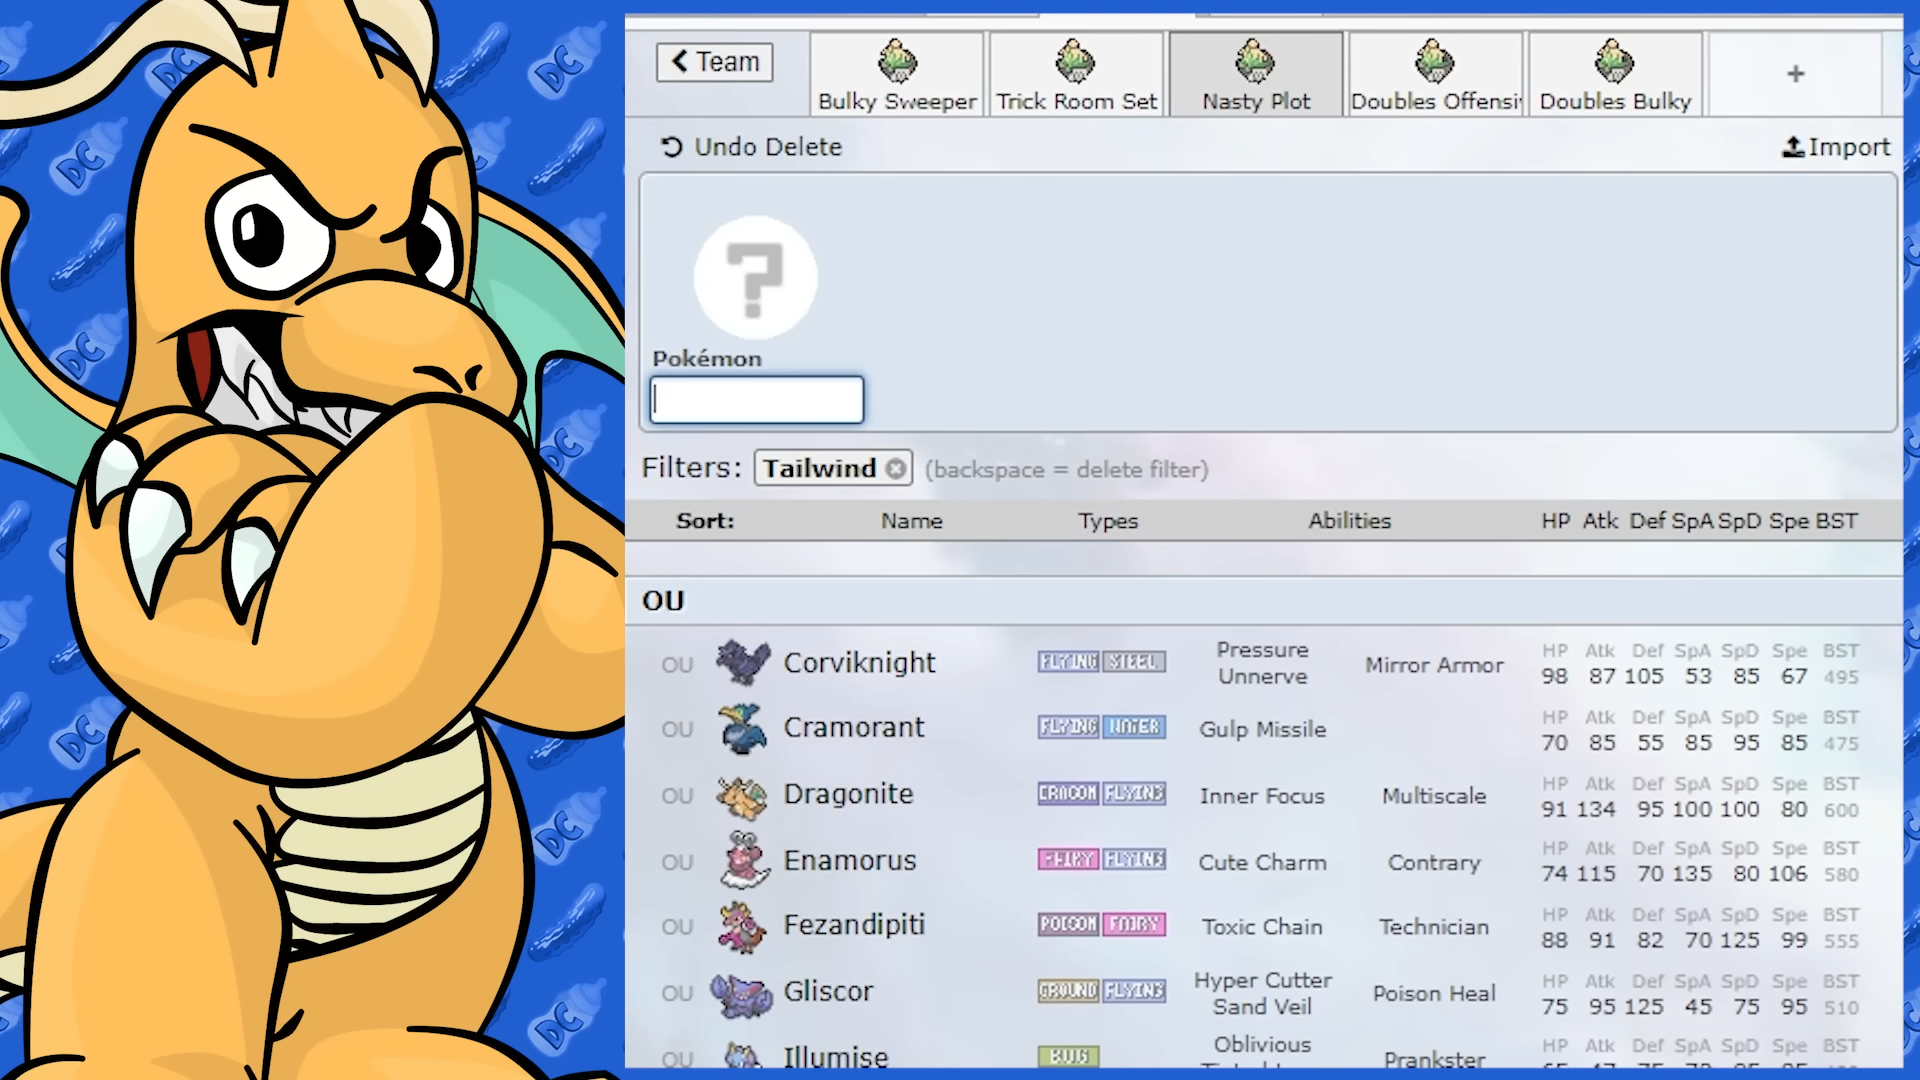 Team
Bulky Sweeper
Trick Room Set
Nasty Plot
Doubles Offensi
Doubles Bulky
+
Undo Delete
Import
?
Pokémon
Filters: Tailwind (backspace = delete filter)
Sort: Name Types Abilities HP Atk Def SpA SpD Spe BST
OU
OU Corviknight FLYING STEEL Pressure Unnerve Mirror Armor HP 98 Atk 87 Def 105 SpA 53 SpD 85 Spe 67 BST 495
OU Cramorant FLYING WATER Gulp Missile HP 70 Atk 85 Def 55 SpA 85 SpD 95 Spe 85 BST 475
OU Dragonite DRAGON FLYING Inner Focus Multiscale HP 91 Atk 134 Def 95 SpA 100 SpD 100 Spe 80 BST 600
OU Enamorus FAIRY FLYING Cute Charm Contrary HP 74 Atk 115 Def 70 SpA 135 SpD 80 Spe 106 BST 580
OU Fezandipiti POISON FAIRY Toxic Chain Technician HP 88 Atk 91 Def 82 SpA 70 SpD 125 Spe 99 BST 555
OU Gliscor GROUND FLYING Hyper Cutter Sand Veil Poison Heal HP 75 Atk 95 Def 125 SpA 45 SpD 75 Spe 95 BST 510
OU Illumise BUG Oblivious Prankster HP Atk Def SpA SpD Spe BST
DC
DC
DC
DC
DC
DC
DC
DC
DC